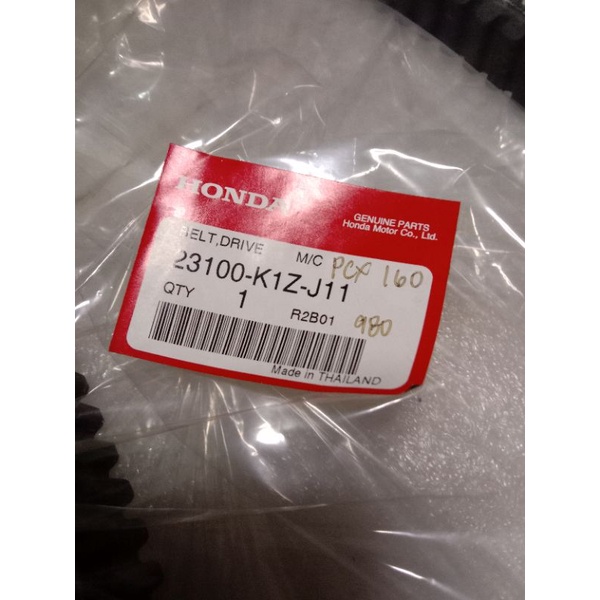 HONDA
GENUINE PARTS
Honda Motor Co., Ltd.
BELT,DRIVE
M/C PCX 160
23100-K1Z-J11
QTY 1 R2B01 980
Made in THAILAND